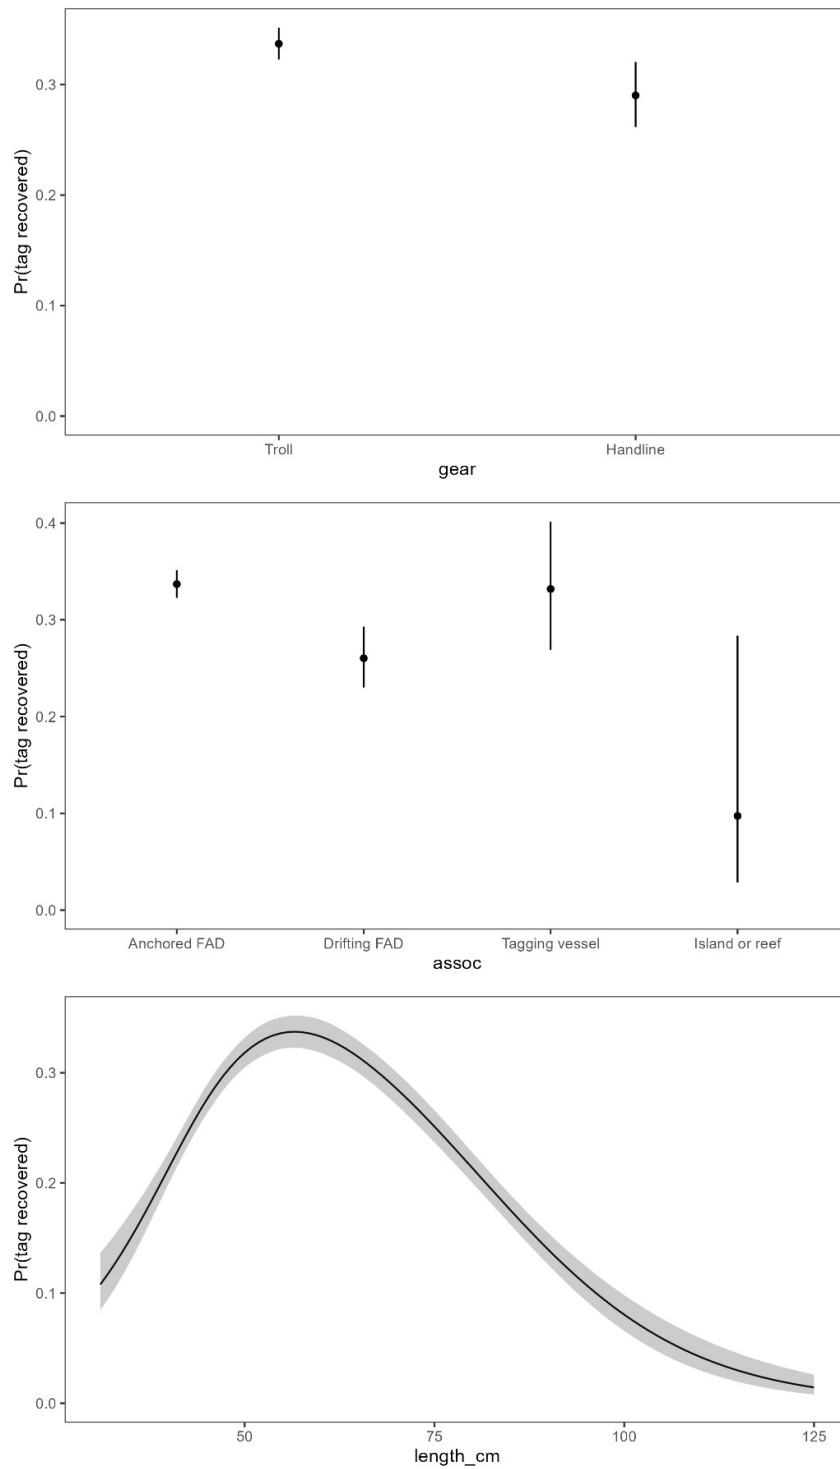 Pr(tag recovered)
0.3
0.2
0.1
0.0
Troll Handline
gear
Pr(tag recovered)
0.4
0.3
0.2
0.1
0.0
Anchored FAD Drifting FAD Tagging vessel Island or reef
assoc
Pr(tag recovered)
0.3
0.2
0.1
0.0
50 75 100 125
length_cm